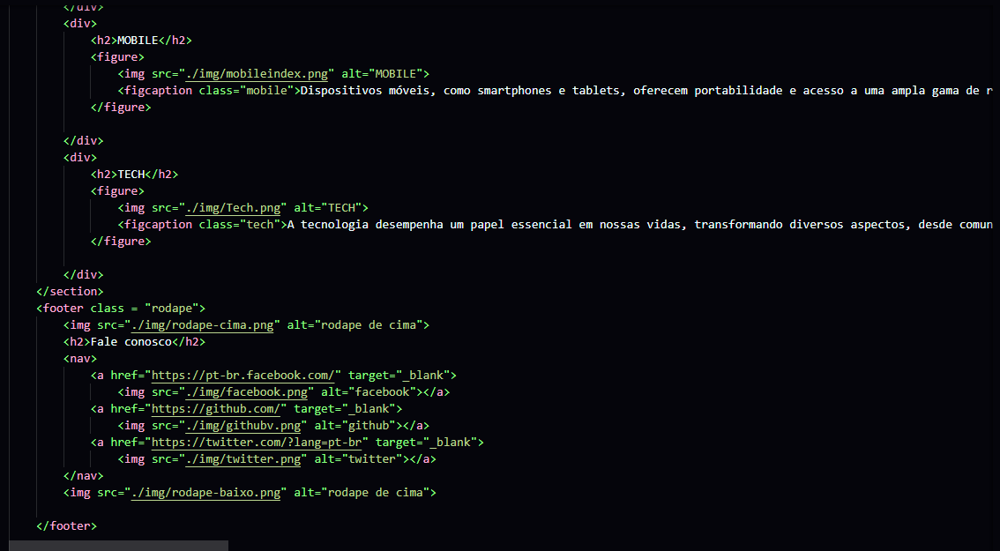 </div>
<div>
<h2>MOBILE</h2>
<figure>
<img src="./img/mobileindex.png" alt="MOBILE">
<figcaption class="mobile">Dispositivos móveis, como smartphones e tablets, oferecem portabilidade e acesso a uma ampla gama de r
</figure>
</div>
<div>
<h2>TECH</h2>
<figure>
<img src="./img/Tech.png" alt="TECH">
<figcaption class="tech">A tecnologia desempenha um papel essencial em nossas vidas, transformando diversos aspectos, desde comun
</figure>
</div>
</section>
<footer class = "rodape">
<img src="./img/rodape-cima.png" alt="rodape de cima">
<h2>Fale conosco</h2>
<nav>
<a href="https://pt-br.facebook.com/" target="_blank">
<img src="./img/facebook.png" alt="facebook"></a>
<a href="https://github.com/" target="_blank">
<img src="./img/githubv.png" alt="github"></a>
<a href="https://twitter.com/?lang=pt-br" target="_blank">
<img src="./img/twitter.png" alt="twitter"></a>
</nav>
<img src="./img/rodape-baixo.png" alt="rodape de cima">
</footer>